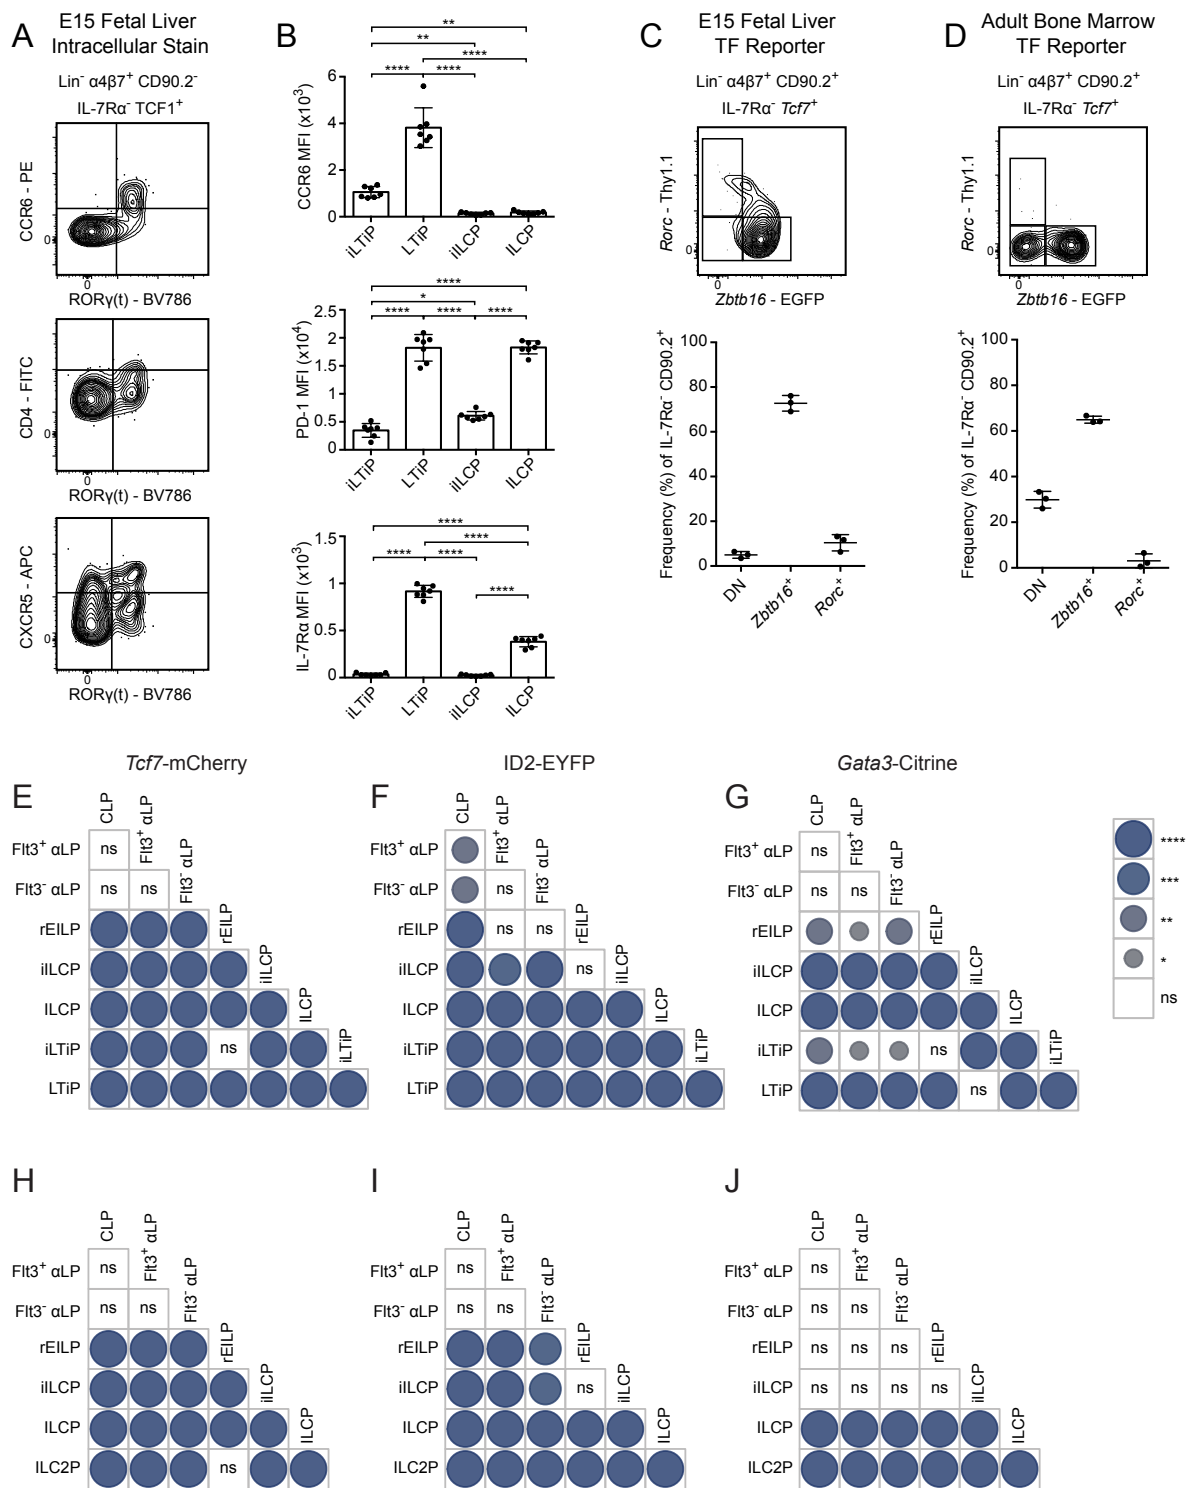 A
E15 Fetal Liver
Intracellular Stain
Lin⁻ α4β7⁺ CD90.2⁻
IL-7Rα⁻ TCF1⁺
CCR6 - PE
0
0
RORγ(t) - BV786
CD4 - FITC
0
0
RORγ(t) - BV786
CXCR5 - APC
0
0
RORγ(t) - BV786
B
**
**
****
**** ****
CCR6 MFI (x10³)
6
4
2
0
iLTiP LTiP iILCP ILCP
****
*
**** **** ****
PD-1 MFI (x10⁴)
2.5
2
1.5
1
0.5
0
iLTiP LTiP iILCP ILCP
****
****
**** ****
****
IL-7Rα MFI (x10³)
1
0.5
0
iLTiP LTiP iILCP ILCP
C
E15 Fetal Liver
TF Reporter
Lin⁻ α4β7⁺ CD90.2⁺
IL-7Rα⁻ Tcf7⁺
Rorc - Thy1.1
0
0
Zbtb16 - EGFP
Frequency (%) of IL-7Rα⁻ CD90.2⁺
100
80
60
40
20
0
DN Zbtb16⁺ Rorc⁺
D
Adult Bone Marrow
TF Reporter
Lin⁻ α4β7⁺ CD90.2⁺
IL-7Rα⁻ Tcf7⁺
Rorc - Thy1.1
0
0
Zbtb16 - EGFP
Frequency (%) of IL-7Rα⁻ CD90.2⁺
100
80
60
40
20
0
DN Zbtb16⁺ Rorc⁺
E
Tcf7-mCherry
CLP
Flt3⁺ αLP ns Flt3⁺ αLP
Flt3⁻ αLP ns ns Flt3⁻ αLP
rEILP rEILP
iILCP iILCP
ILCP ILCP
iLTiP ns iLTiP
LTiP
F
ID2-EYFP
CLP
Flt3⁺ αLP Flt3⁺ αLP
Flt3⁻ αLP ns Flt3⁻ αLP
rEILP ns ns rEILP
iILCP ns iILCP
ILCP ILCP
iLTiP iLTiP
LTiP
G
Gata3-Citrine
CLP
Flt3⁺ αLP ns Flt3⁺ αLP
Flt3⁻ αLP ns ns Flt3⁻ αLP
rEILP rEILP
iILCP iILCP
ILCP ILCP
iLTiP ns iLTiP
LTiP ns
****
***
**
*
ns
H
CLP
Flt3⁺ αLP ns Flt3⁺ αLP
Flt3⁻ αLP ns ns Flt3⁻ αLP
rEILP rEILP
iILCP iILCP
ILCP ILCP
ILC2P ns
I
CLP
Flt3⁺ αLP ns Flt3⁺ αLP
Flt3⁻ αLP ns ns Flt3⁻ αLP
rEILP rEILP
iILCP ns iILCP
ILCP ILCP
ILC2P
J
CLP
Flt3⁺ αLP ns Flt3⁺ αLP
Flt3⁻ αLP ns ns Flt3⁻ αLP
rEILP ns ns ns rEILP
iILCP ns ns ns ns iILCP
ILCP ILCP
ILC2P